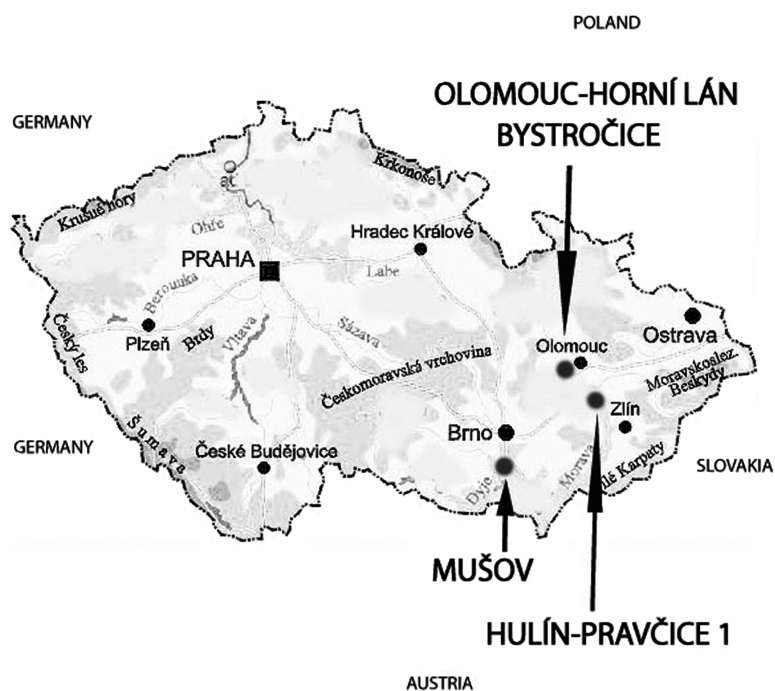 POLAND
OLOMOUC-HORNÍ LÁN
BYSTROČICE
GERMANY
Krkonoše
Krušné hory
Ohře
Hradec Králové
PRAHA
Labe
Berounka
Český les
Plzeň
Brdy
Vltava
Sázava
Ostrava
Olomouc
Českomoravská vrchovina
Moravskoslez.
Beskydy
Zlín
Brno
GERMANY
Šumava
České Budějovice
Dyje
Morava
ílé Karpaty
SLOVAKIA
MUŠOV
HULÍN-PRAVČICE 1
AUSTRIA